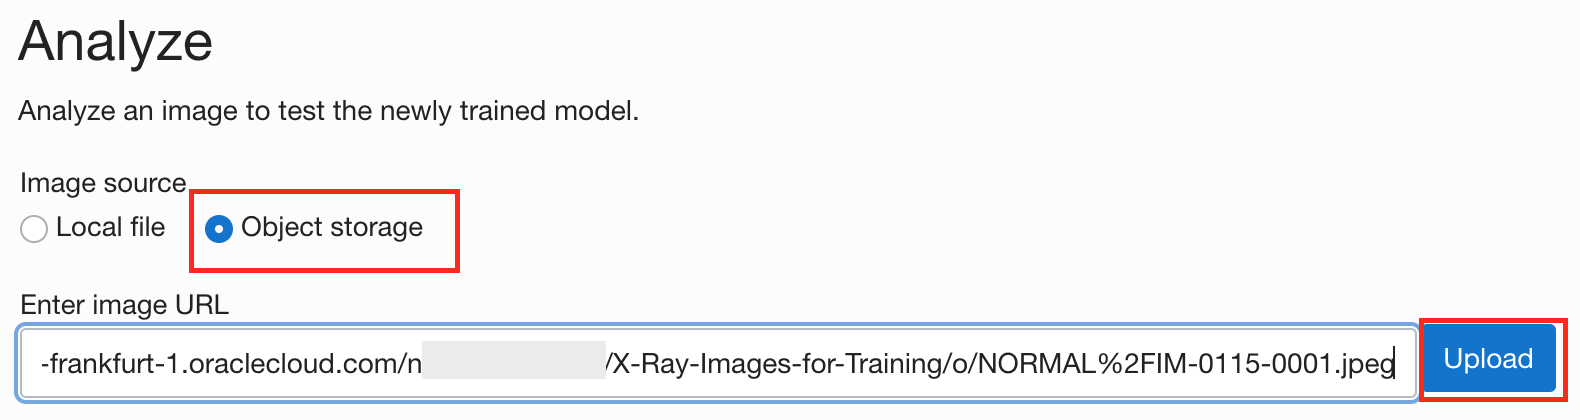 Analyze
Analyze an image to test the newly trained model.
Image source
Local file Object storage
Enter image URL
-frankfurt-1.oraclecloud.com/n /X-Ray-Images-for-Training/o/NORMAL%2FIM-0115-0001.jpeg Upload